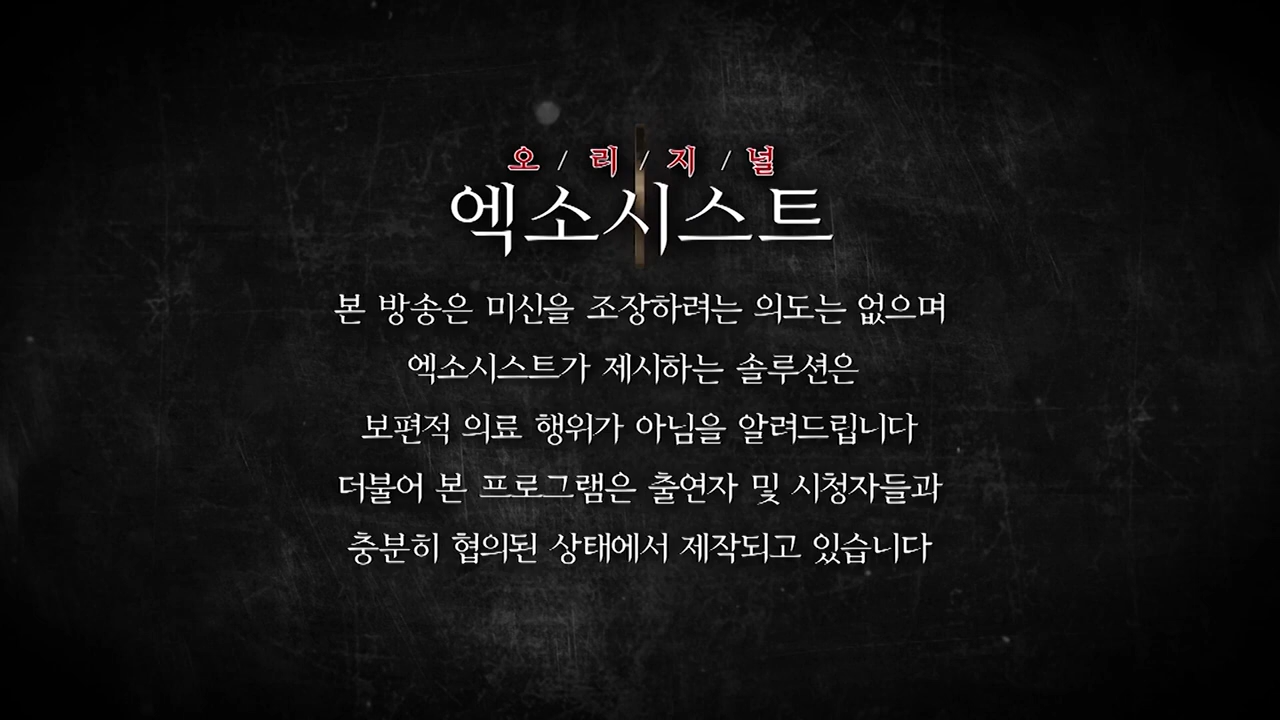 오/리/지/널
엑소시스트
본 방송은 미신을 조장하려는 의도는 없으며
엑소시스트가 제시하는 솔루션은
보편적 의료 행위가 아님을 알려드립니다
더불어 본 프로그램은 출연자 및 시청자들과
충분히 협의된 상태에서 제작되고 있습니다